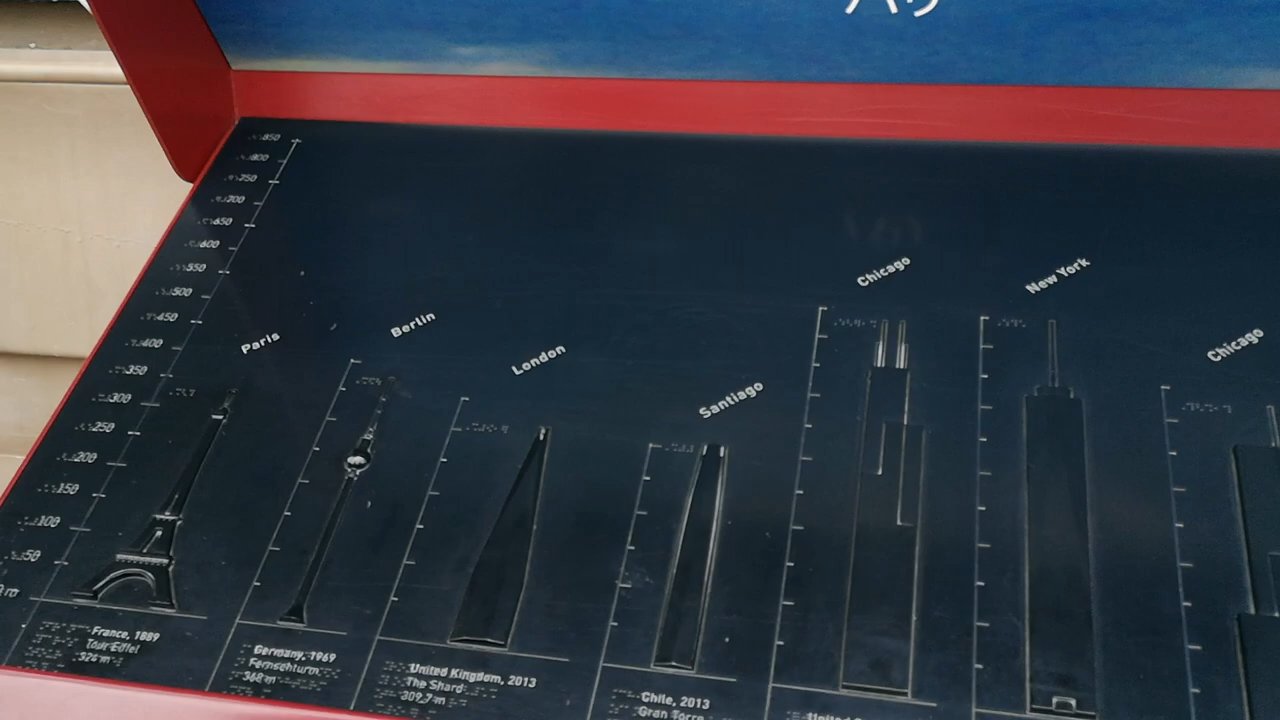 パリ
850
800
750
700
650
600
550
500
450
400
350
300
250
200
150
100
50
0 m
Paris
Berlin
London
Santiago
Chicago
New York
Chicago
France, 1889
Tour Eiffel
324 m
Germany, 1969
Fernsehturm
368 m
United Kingdom, 2013
The Shard
309,7 m
Chile, 2013
Gran Torre